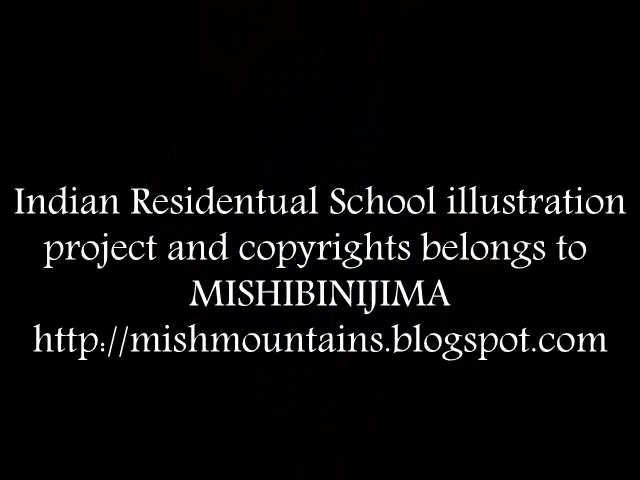 Indian Residentual School illustration
project and copyrights belongs to
MISHIBINIJIMA
http://mishmountains.blogspot.com